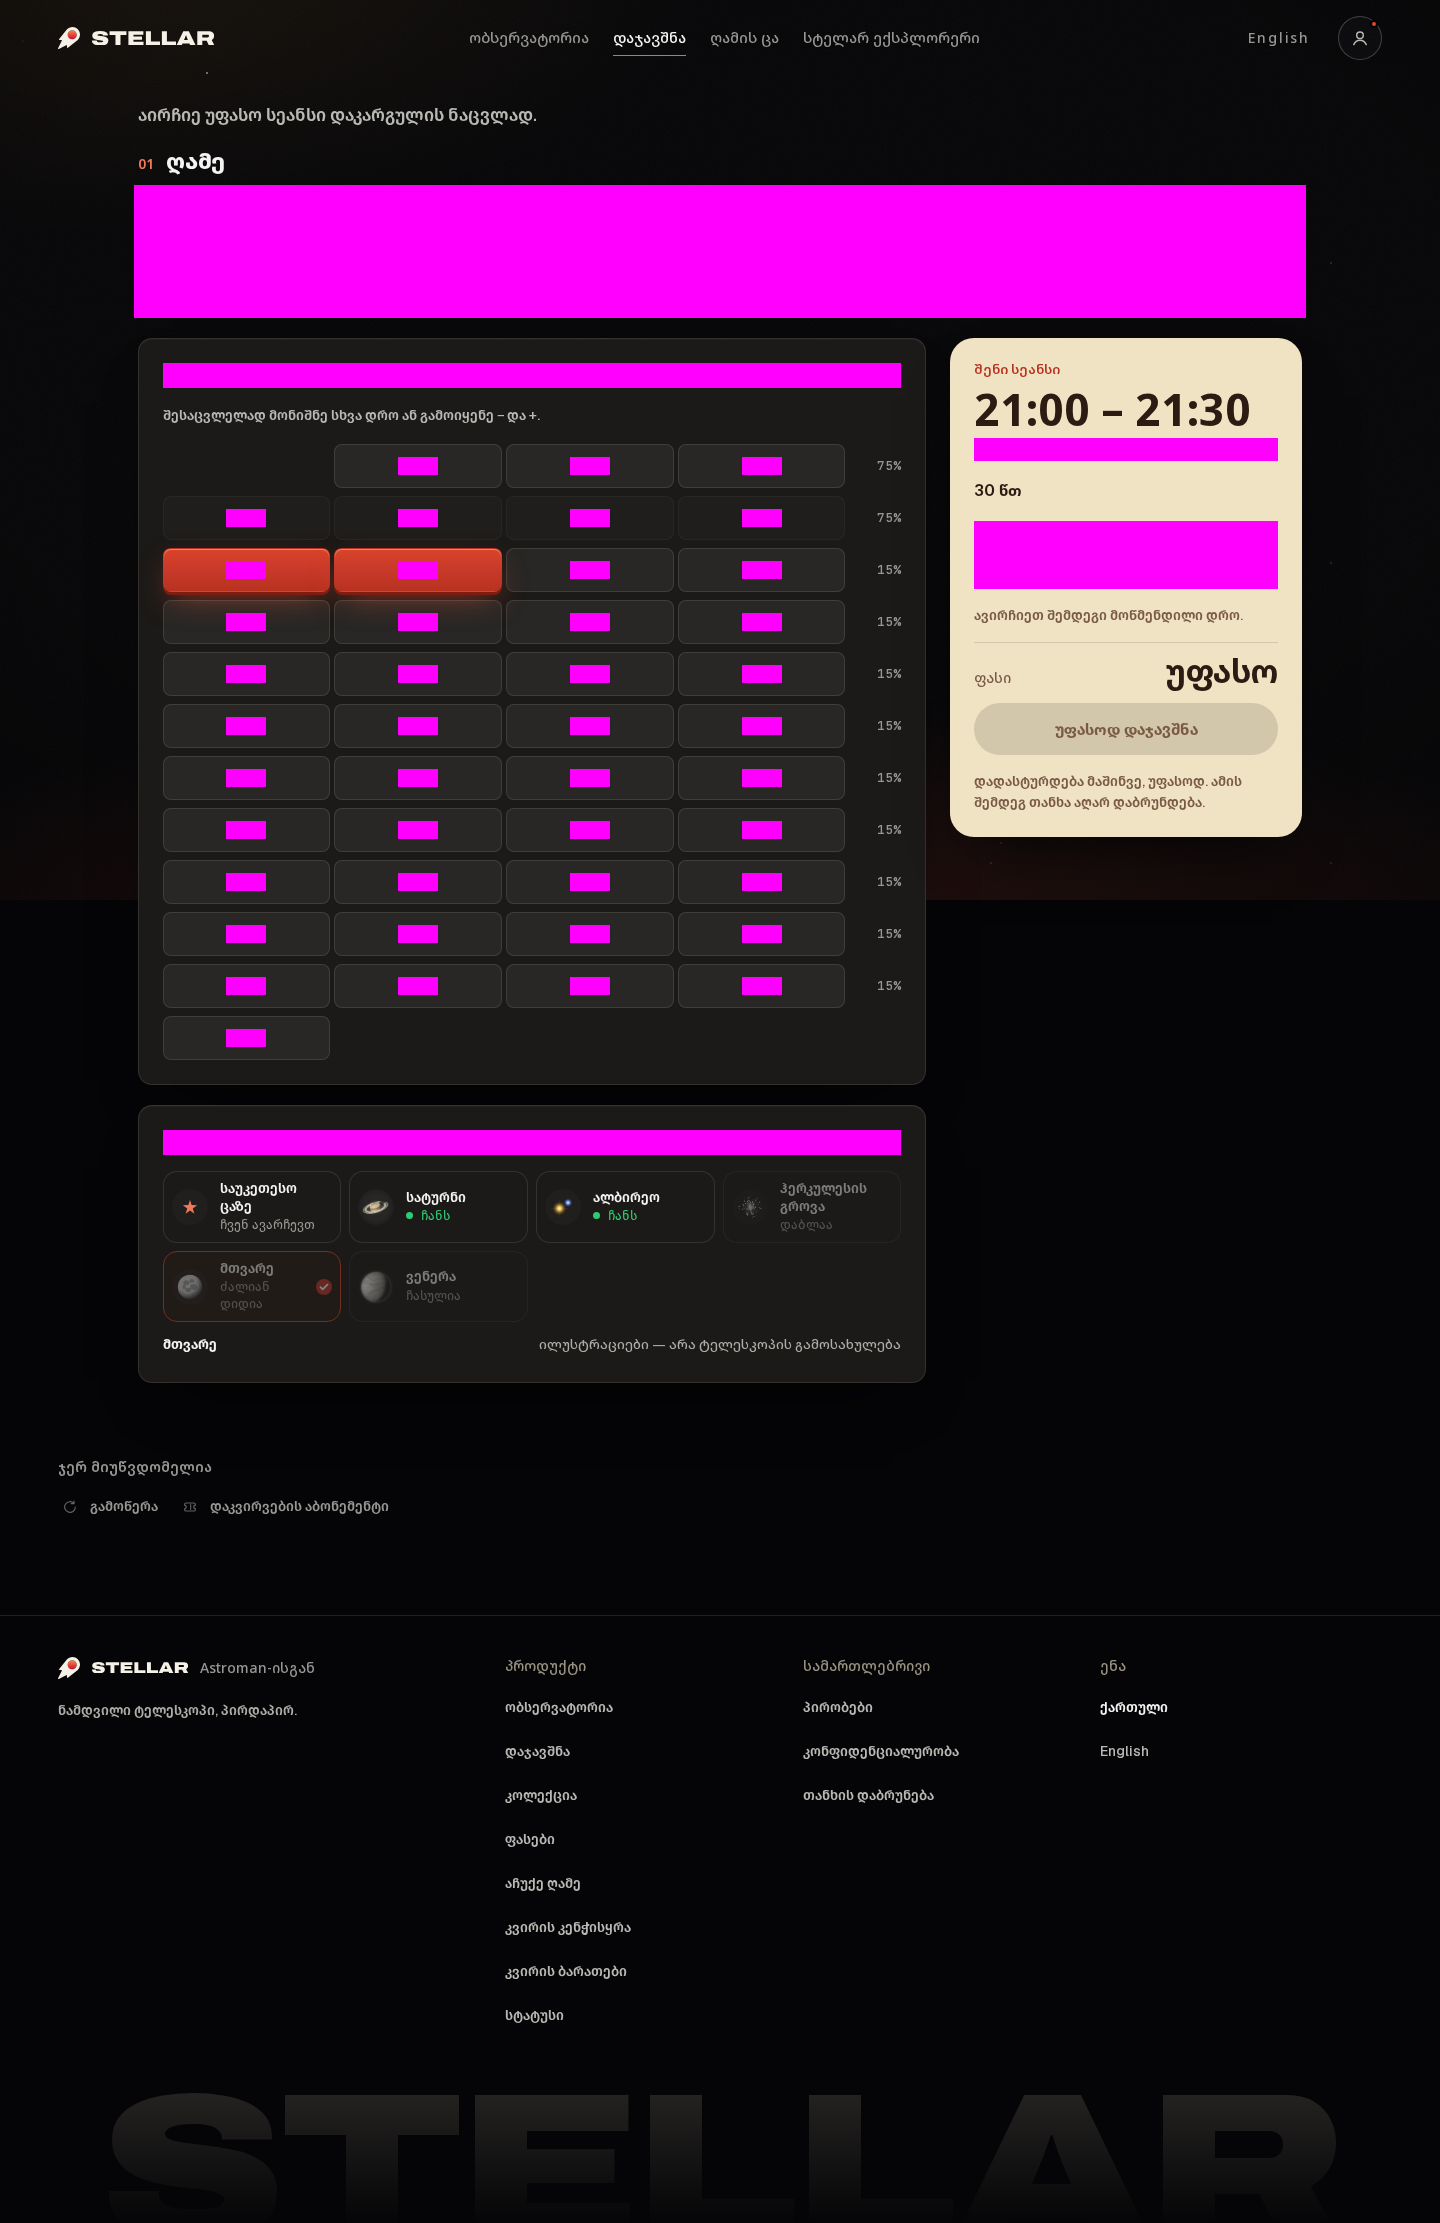 STELLAR
ობსერვატორია
დაჯავშნა
ღამის ცა
სტელარ ექსპლორერი
English
აირჩიე უფასო სეანსი დაკარგულის ნაცვლად.
01 ღამე
შესაცვლელად მონიშნე სხვა დრო ან გამოიყენე – და +.
75%
75%
15%
15%
15%
15%
15%
15%
15%
15%
15%
შენი სეანსი
21:00 – 21:30
30 წთ
ავირჩიეთ შემდეგი მოწმენდილი დრო.
ფასი უფასო
უფასოდ დაჯავშნა
დადასტურდება მაშინვე, უფასოდ. ამის
შემდეგ თანხა აღარ დაბრუნდება.
საუკეთესო
ცაზე
ჩვენ ავარჩევთ
სატურნი
ჩანს
ალბირეო
ჩანს
ჰერკულესის
გროვა
დაბლაა
მთვარე
ძალიან
დიდია
ვენერა
ჩასულია
მთვარე
ილუსტრაციები — არა ტელესკოპის გამოსახულება
ჯერ მიუწვდომელია
გამოწერა
დაკვირვების აბონემენტი
STELLAR Astroman-ისგან
ნამდვილი ტელესკოპი, პირდაპირ.
პროდუქტი
ობსერვატორია
დაჯავშნა
კოლექცია
ფასები
აჩუქე ღამე
კვირის კენჭისყრა
კვირის ბარათები
სტატუსი
სამართლებრივი
პირობები
კონფიდენციალურობა
თანხის დაბრუნება
ენა
ქართული
English
STELLAR